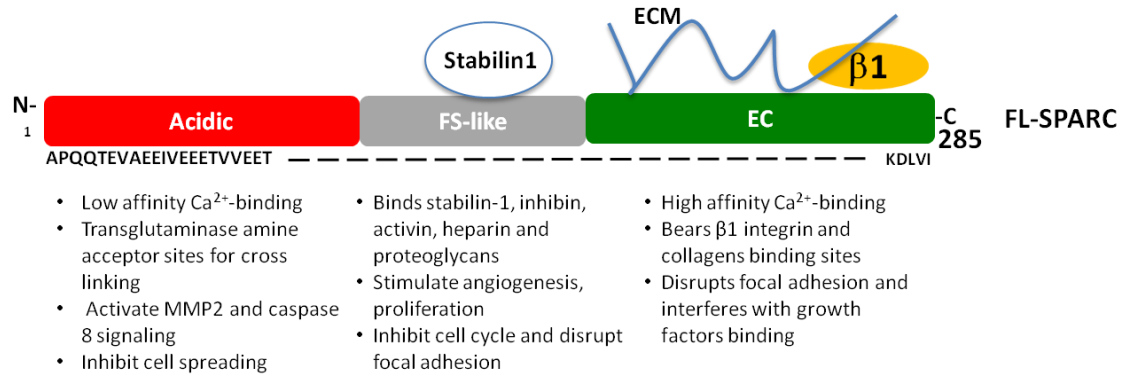 ECM
Stabilin1
β1
N-
1
Acidic
FS-like
EC
-C
285
FL-SPARC
APQQTEVAEEIVEEETVVEET
KDLVI
• Low affinity Ca2+-binding
• Transglutaminase amine
acceptor sites for cross
linking
• Activate MMP2 and caspase
8 signaling
• Inhibit cell spreading
• Binds stabilin-1, inhibin,
activin, heparin and
proteoglycans
• Stimulate angiogenesis,
proliferation
• Inhibit cell cycle and disrupt
focal adhesion
• High affinity Ca2+-binding
• Bears β1 integrin and
collagens binding sites
• Disrupts focal adhesion and
interferes with growth
factors binding